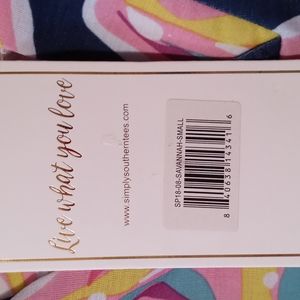 Live what you love
www.simplysoutherntees.com
SP18-08-SAVANNAH-SMALL
8 40638 14341 6